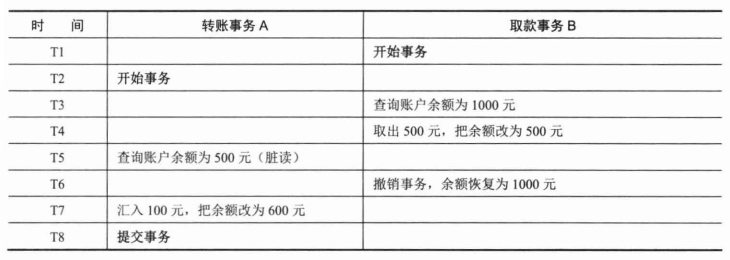 时 间 转账事务 A 取款事务 B
T1 开始事务
T2 开始事务
T3 查询账户余额为 1000 元
T4 取出 500 元，把余额改为 500 元
T5 查询账户余额为 500 元（脏读）
T6 撤销事务，余额恢复为 1000 元
T7 汇入 100 元，把余额改为 600 元
T8 提交事务